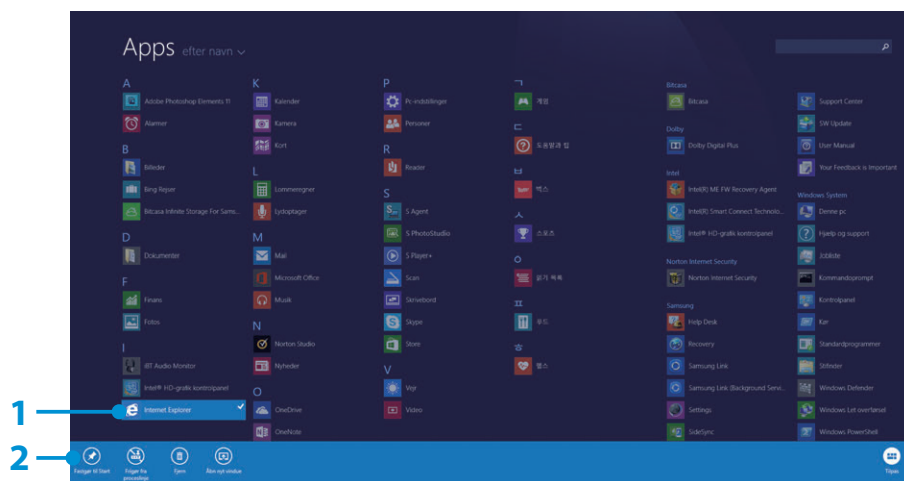 Apps efter navn
A
Adobe Photoshop Elements 11
Alarmer
B
Billeder
Bing Rejser
Bitcasa Infinite Storage For Sams...
D
Dokumenter
F
Finans
Fotos
I
iBT Audio Monitor
Intel® HD-grafik kontrolpanel
Internet Explorer
K
Kalender
Kamera
Kort
L
Lommeregner
Lydoptager
M
Mail
Microsoft Office
Musik
N
Norton Studio
Nyheder
O
OneDrive
OneNote
P
Pc-indstillinger
Personer
R
Reader
S
S Agent
S PhotoStudio
S Player+
Scan
Skrivebord
Skype
Store
V
Vejr
Video
ㄱ
게임
ㄷ
도움말과 팁
ㅂ
벅스
ㅅ
스포츠
ㅇ
읽기 목록
ㅍ
푸드
ㅎ
헬스
Bitcasa
Bitcasa
Dolby
Dolby Digital Plus
Intel
Intel(R) ME FW Recovery Agent
Intel(R) Smart Connect Technolo...
Intel® HD-grafik kontrolpanel
Norton Internet Security
Norton Internet Security
Samsung
Help Desk
Recovery
Samsung Link
Samsung Link (Background Servi...
Settings
SideSync
Support Center
SW Update
User Manual
Your Feedback is Important
Windows System
Denne pc
Hjælp og support
Jobliste
Kommandoprompt
Kontrolpanel
Kør
Standardprogrammer
Stifinder
Windows Defender
Windows Let overførsel
Windows PowerShell
1
2
Fastgør til Start
Frigør fra
proceslinje
Fjern
Åbn nyt vindue
Tilpas